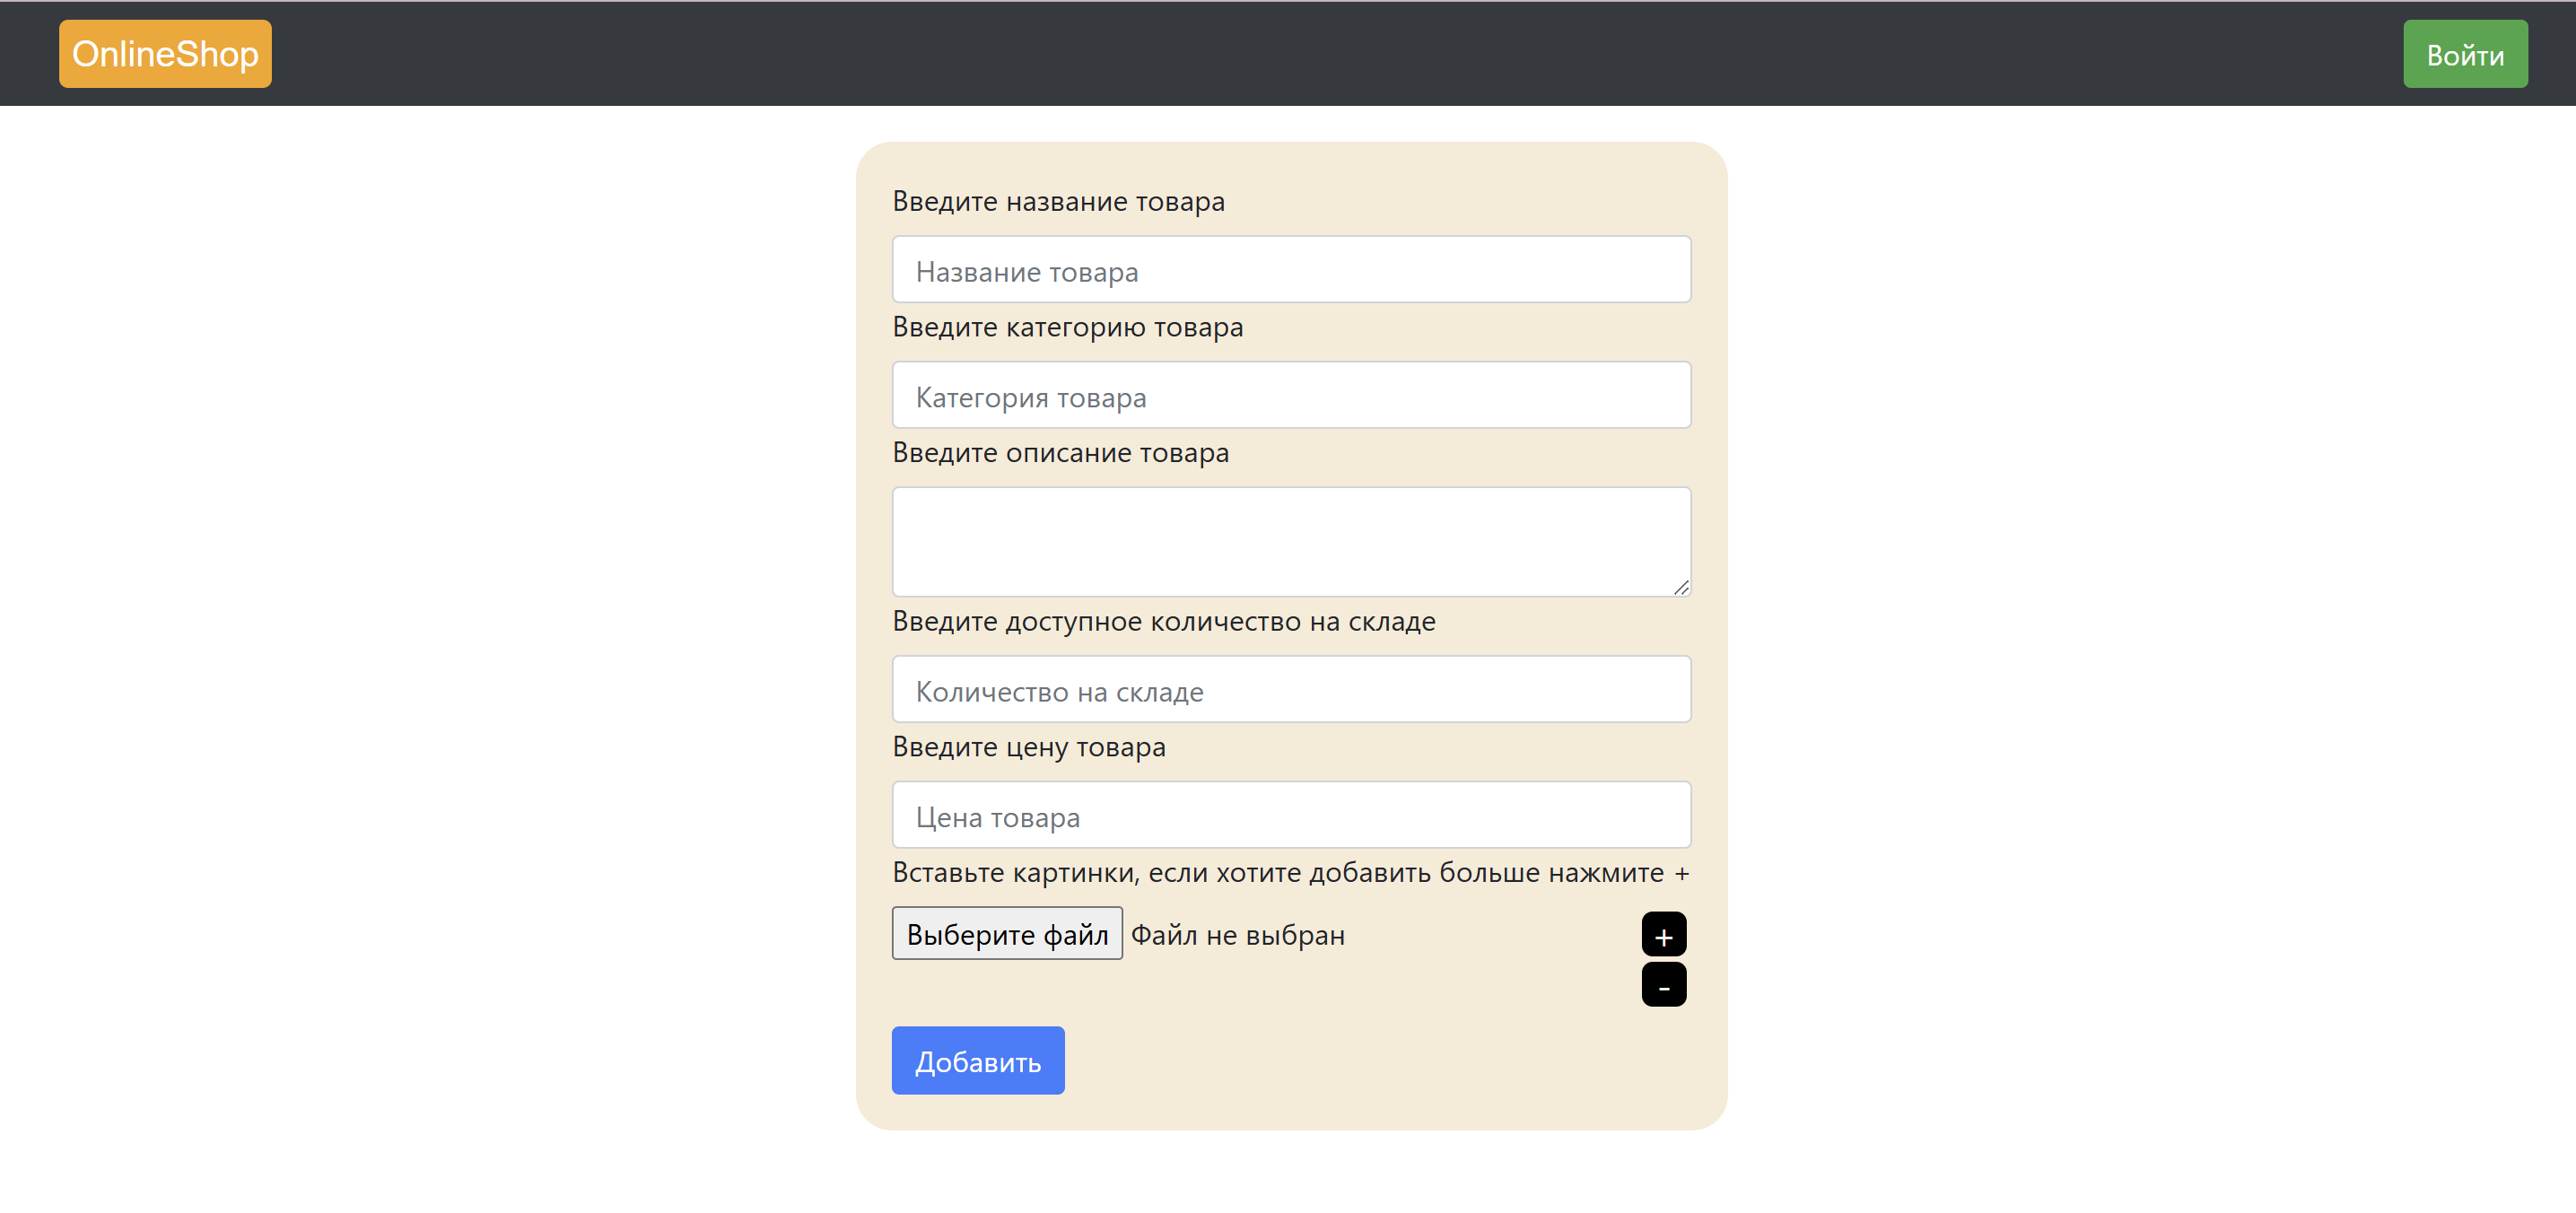 OnlineShop
Войти
Введите название товара
Название товара
Введите категорию товара
Категория товара
Введите описание товара
Введите доступное количество на складе
Количество на складе
Введите цену товара
Цена товара
Вставьте картинки, если хотите добавить больше нажмите +
Выберите файл Файл не выбран
+
-
Добавить